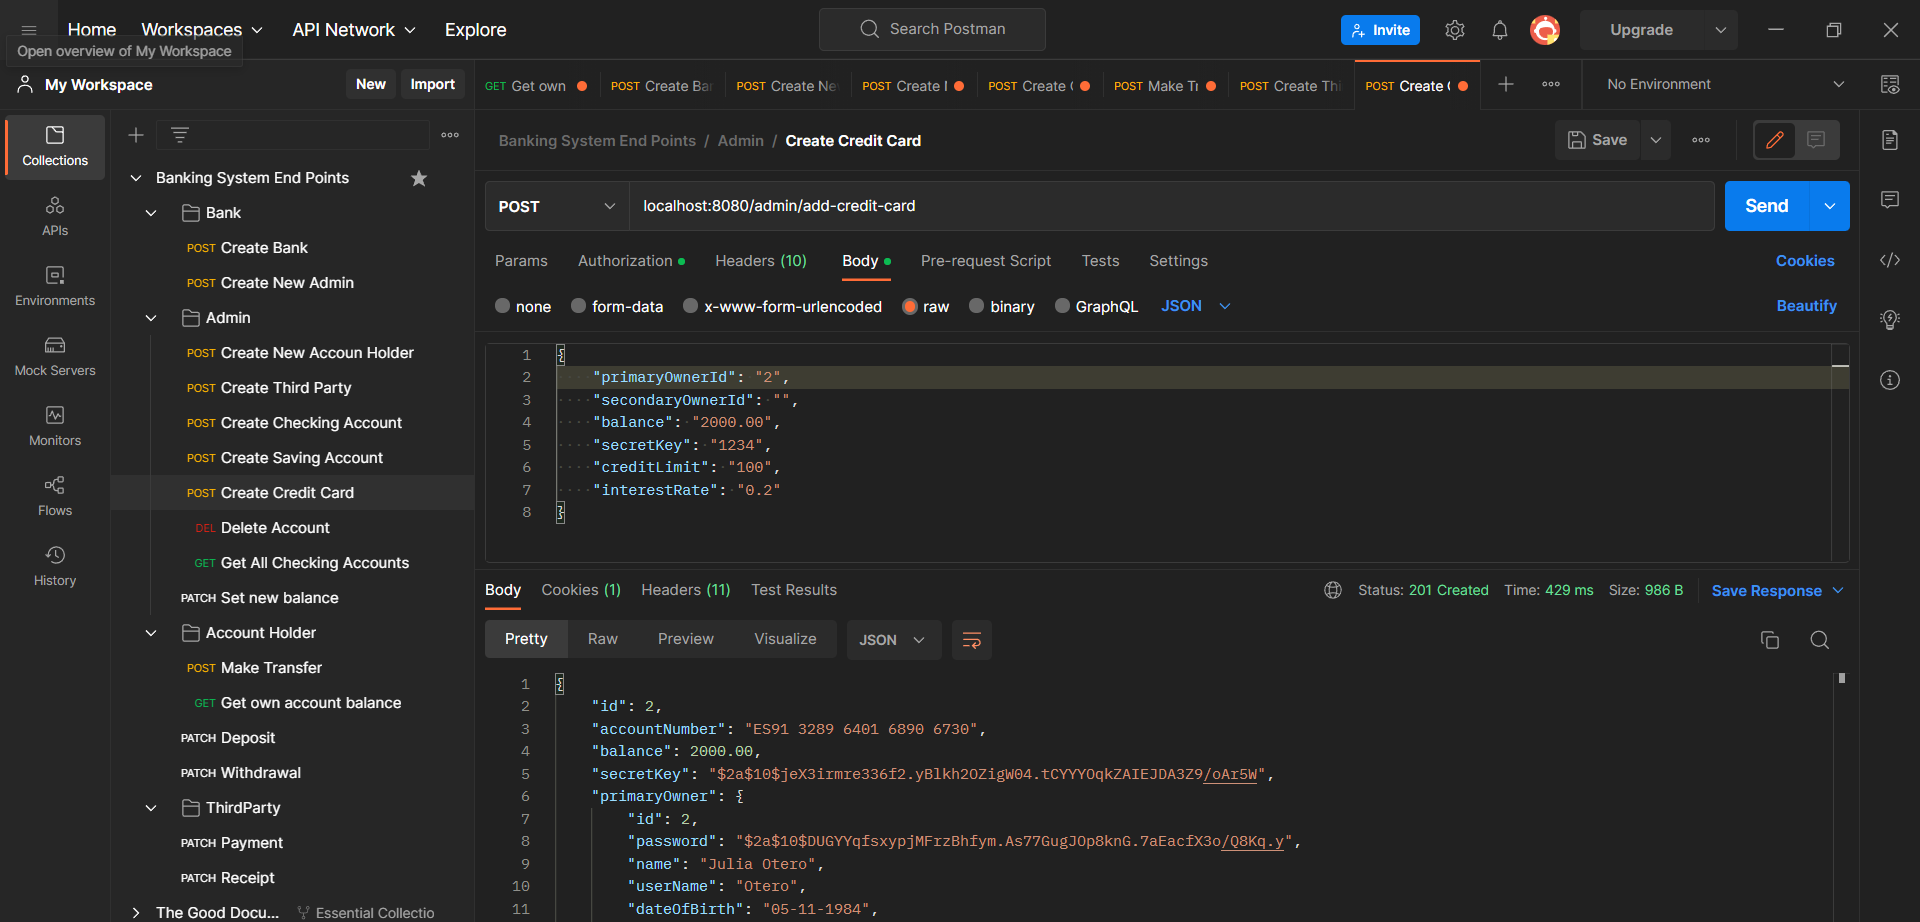 Home Workspaces API Network Explore Search Postman Invite Upgrade
Open overview of My Workspace
My Workspace New Import
GET Get own POST Create Ba POST Create Ne POST Create POST Create POST Make Tr POST Create Thi POST Create No Environment
Collections
APIs
Environments
Mock Servers
Monitors
Flows
History
Banking System End Points
Bank
POST Create Bank
POST Create New Admin
Admin
POST Create New Accoun Holder
POST Create Third Party
POST Create Checking Account
POST Create Saving Account
POST Create Credit Card
DEL Delete Account
GET Get All Checking Accounts
PATCH Set new balance
Account Holder
POST Make Transfer
GET Get own account balance
PATCH Deposit
PATCH Withdrawal
ThirdParty
PATCH Payment
PATCH Receipt
The Good Docu... Essential Collectio
Banking System End Points / Admin / Create Credit Card Save
POST localhost:8080/admin/add-credit-card Send
Params Authorization Headers (10) Body Pre-request Script Tests Settings Cookies
none form-data x-www-form-urlencoded raw binary GraphQL JSON Beautify
1 {
2 "primaryOwnerId": "2",
3 "secondaryOwnerId": "",
4 "balance": "2000.00",
5 "secretKey": "1234",
6 "creditLimit": "100",
7 "interestRate": "0.2"
8 }
Body Cookies (1) Headers (11) Test Results Status: 201 Created Time: 429 ms Size: 986 B Save Response
Pretty Raw Preview Visualize JSON
1 {
2 "id": 2,
3 "accountNumber": "ES91 3289 6401 6890 6730",
4 "balance": 2000.00,
5 "secretKey": "$2a$10$jeX3irmre336f2.yBlkh2OZigW04.tCYYYOqkZAIEJDA3Z9/oAr5W",
6 "primaryOwner": {
7 "id": 2,
8 "password": "$2a$10$DUGYYqfsxypjMFrzBhfym.As77GugJOp8knG.7aEacfX3o/Q8Kq.y",
9 "name": "Julia Otero",
10 "userName": "Otero",
11 "dateOfBirth": "05-11-1984",